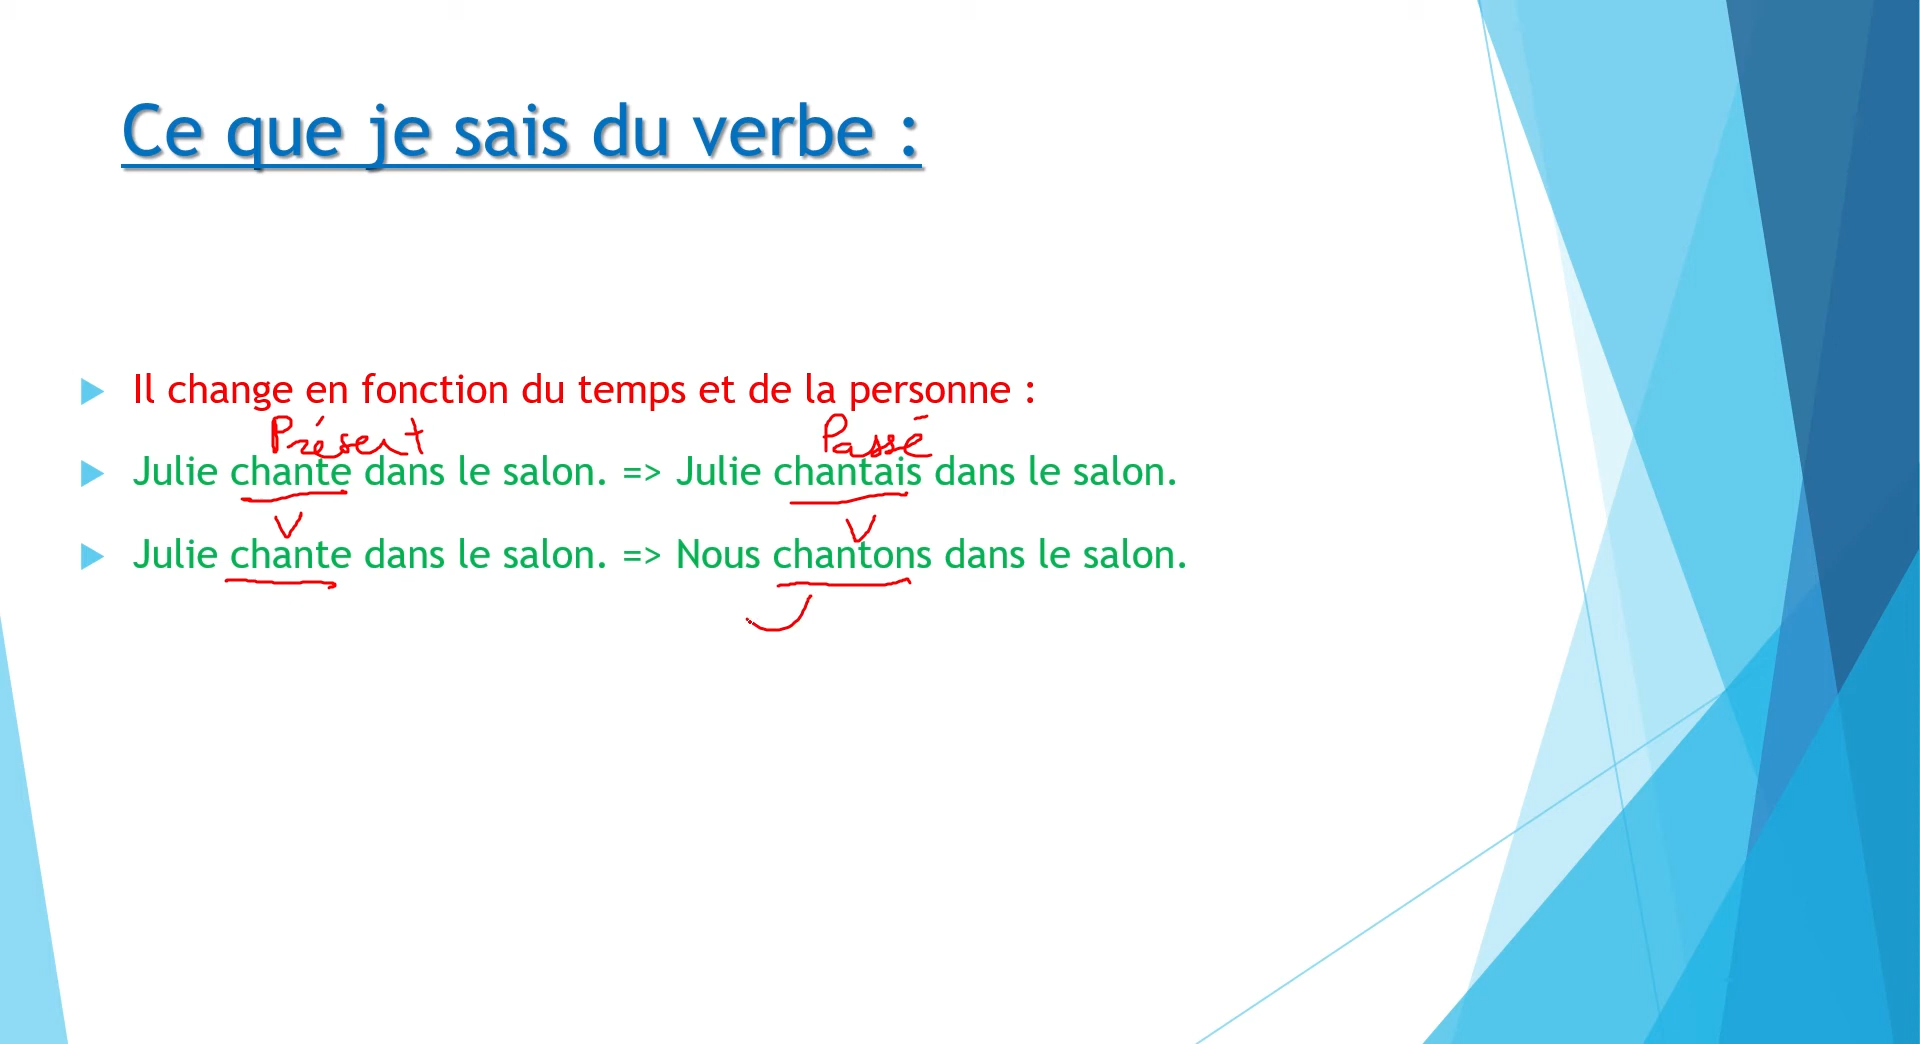 Ce que je sais du verbe :
Il change en fonction du temps et de la personne :
Présent Passé
Julie chante dans le salon. => Julie chantais dans le salon.
V V
Julie chante dans le salon. => Nous chantons dans le salon.